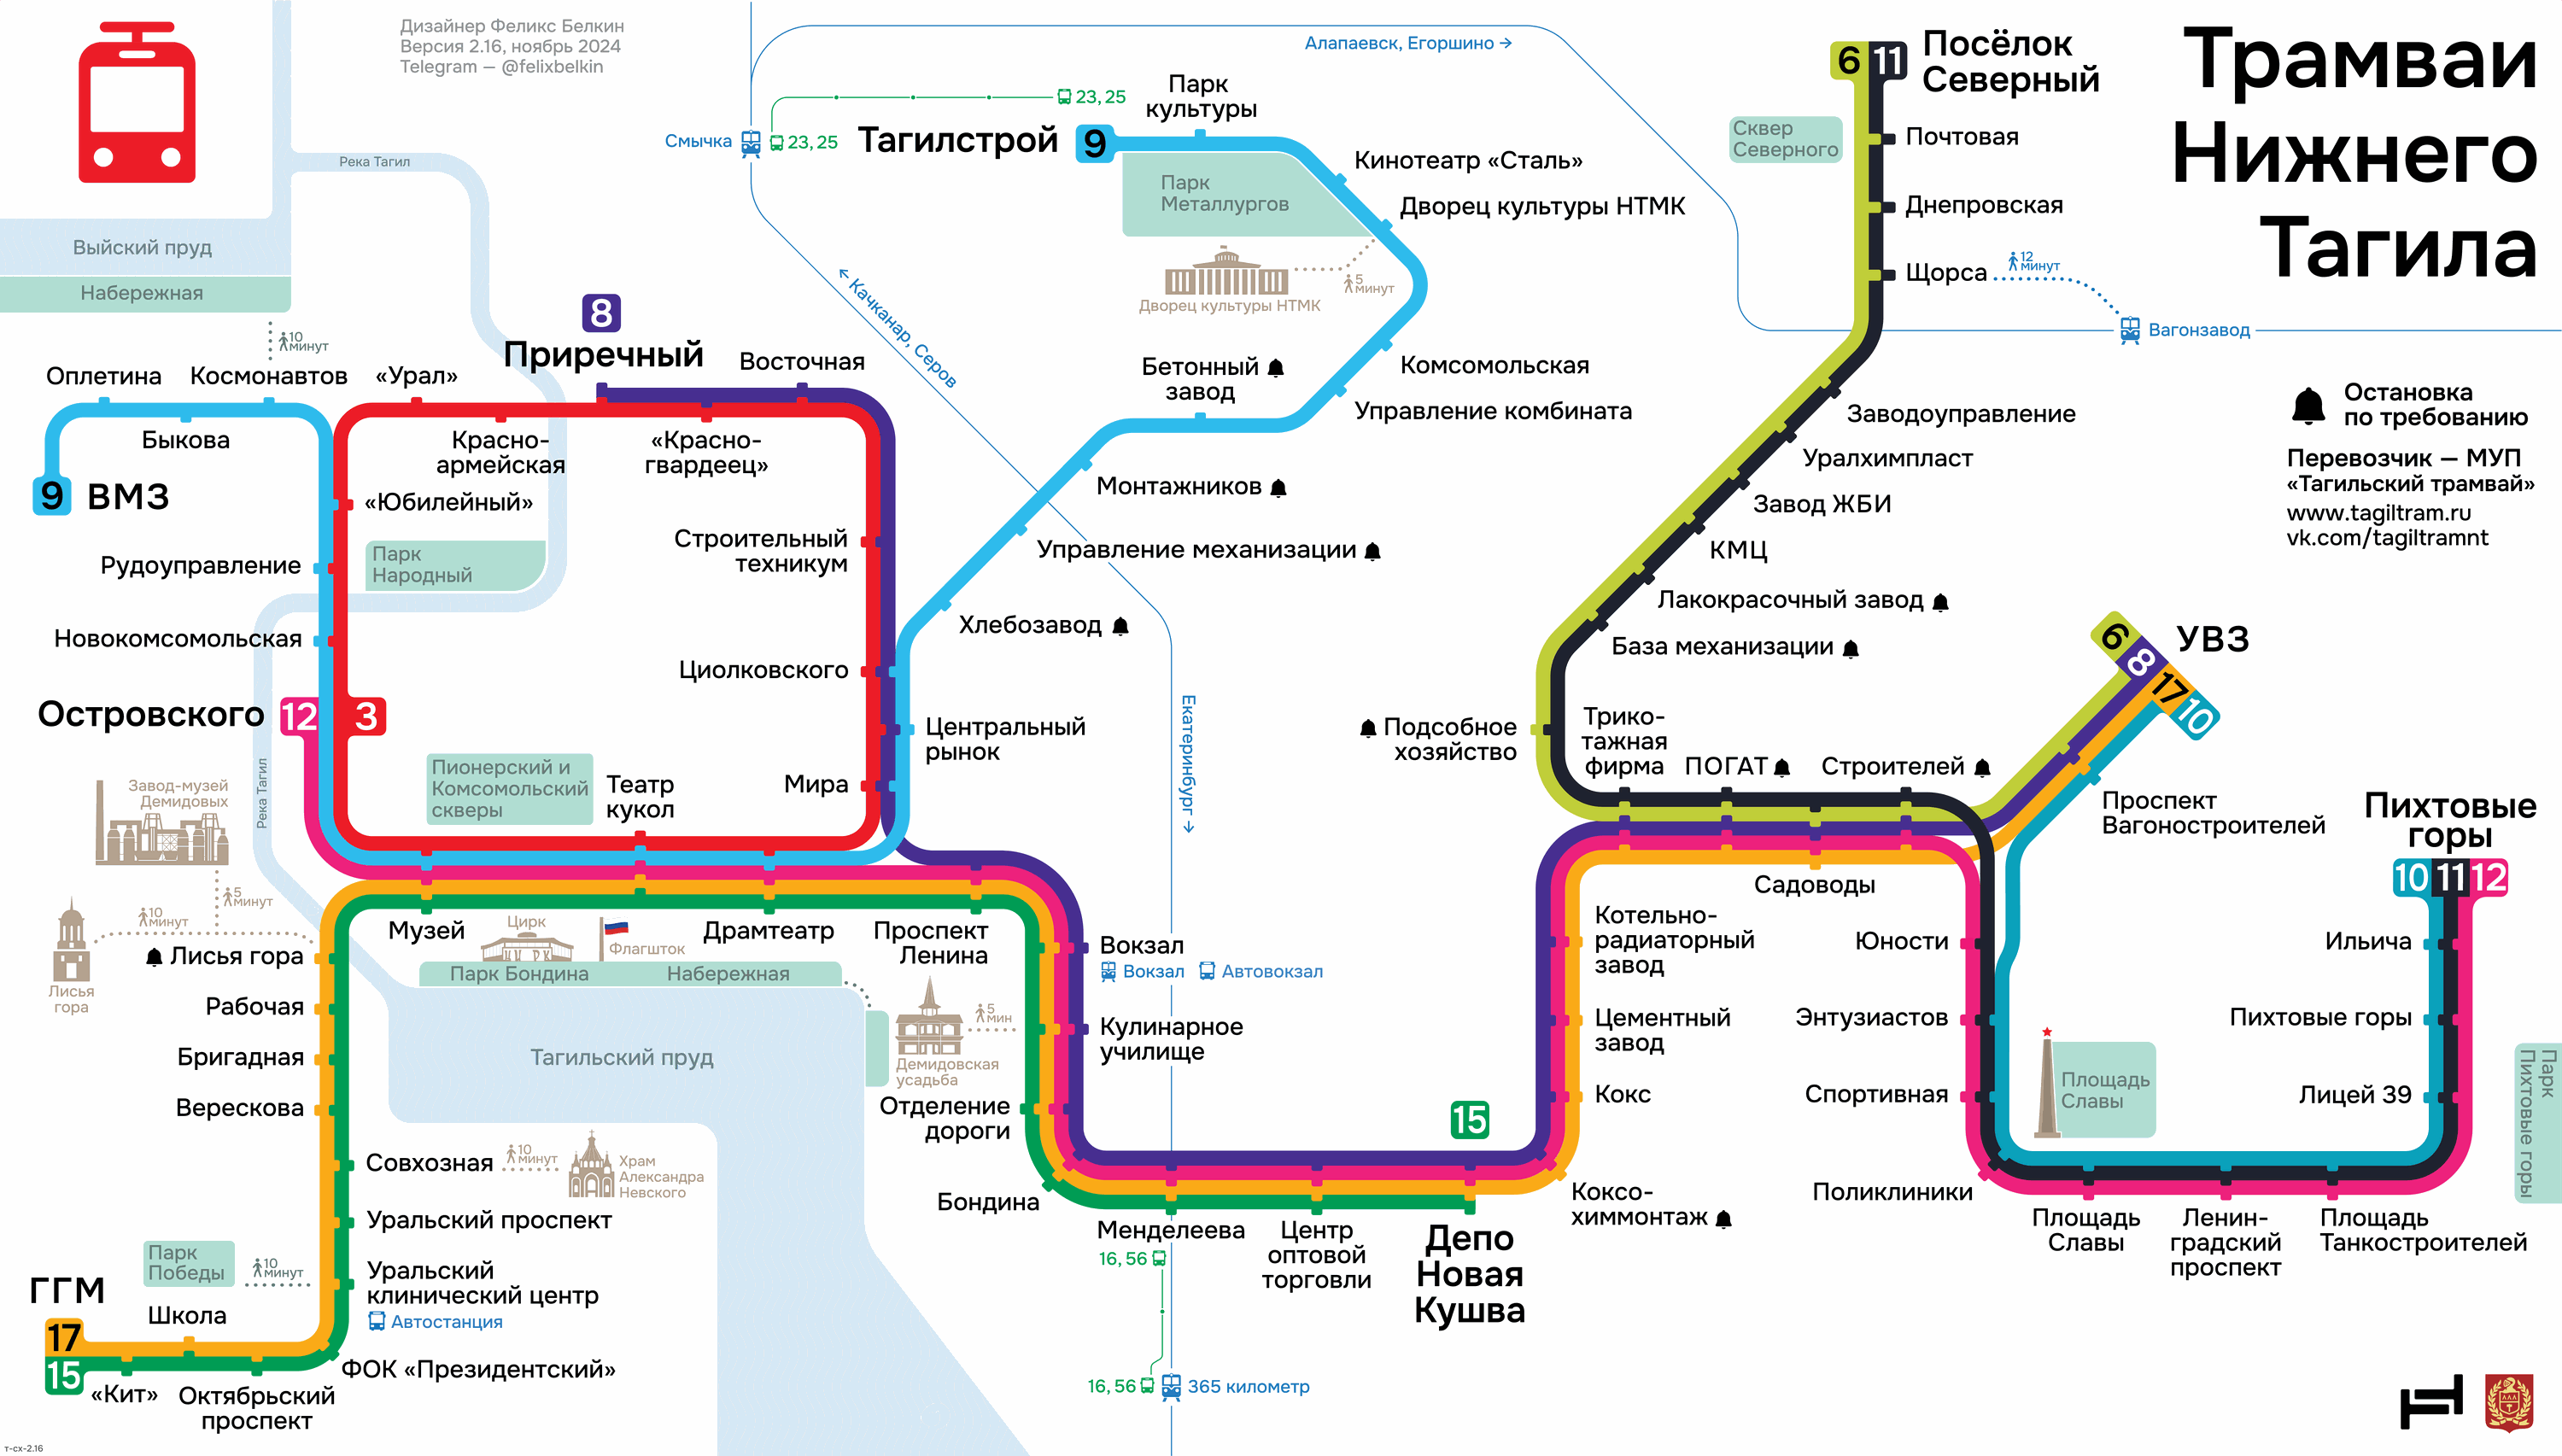 Дизайнер Феликс Белкин
Версия 2.16, ноябрь 2024
Telegram — @felixbelkin
Трамваи
Нижнего
Тагила
Алапаевск, Егоршино →
6 11
Посёлок
Северный
Сквер
Северного
Почтовая
Днепровская
Щорса
12
минут
Вагонзавод
Смычка
23, 25
23, 25
Тагилстрой
9
Парк
культуры
Кинотеатр «Сталь»
Дворец культуры НТМК
Парк
Металлургов
Дворец культуры НТМК
5
минут
← Качканар, Серов
Река Тагил
Выйский пруд
Набережная
10
минут
8
Приречный
Восточная
Оплетина
Космонавтов
«Урал»
Быкова
Красно-
армейская
«Красно-
гвардеец»
9
ВМЗ
«Юбилейный»
Парк
Народный
Рудоуправление
Новокомсомольская
Строительный
техникум
Циолковского
Центральный
рынок
Мира
Комсомольская
Управление комбината
Бетонный
завод
Монтажников
Управление механизации
Хлебозавод
Екатеринбург →
Заводоуправление
Уралхимпласт
Завод ЖБИ
КМЦ
Лакокрасочный завод
База механизации
Остановка
по требованию
Перевозчик — МУП
«Тагильский трамвай»
www.tagiltram.ru
vk.com/tagiltramnt
Островского
12
3
Река Тагил
Завод-музей
Демидовых
5
минут
10
минут
Лисья
гора
Пионерский и
Комсомольский
скверы
Театр
кукол
Музей
Цирк
Флагшток
Драмтеатр
Проспект
Ленина
Парк Бондина
Набережная
Тагильский пруд
Демидовская
усадьба
5
мин
Вокзал
Вокзал
Автовокзал
Кулинарное
училище
Отделение
дороги
Бондина
Менделеева
16, 56
16, 56
365 километр
Центр
оптовой
торговли
15
Депо
Новая
Кушва
Коксо-
химмонтаж
Кокс
Цементный
завод
Котельно-
радиаторный
завод
Подсобное
хозяйство
Трико-
тажная
фирма
ПОГАТ
Строителей
Садоводы
6
8
17
10
УВЗ
Проспект
Вагоностроителей
Юности
Энтузиастов
Спортивная
Поликлиники
Площадь
Славы
Площадь
Славы
Ленин-
градский
проспект
Площадь
Танкостроителей
Пихтовые
горы
10 11 12
Ильича
Пихтовые горы
Лицей 39
Парк
Пихтовые горы
Лисья гора
Рабочая
Бригадная
Верескова
Совхозная
10
минут
Храм
Александра
Невского
Уральский проспект
Уральский
клинический центр
Автостанция
Парк
Победы
10
минут
ГГМ
17
15
Школа
«Кит»
Октябрьский
проспект
ФОК «Президентский»
т-сх-2.16